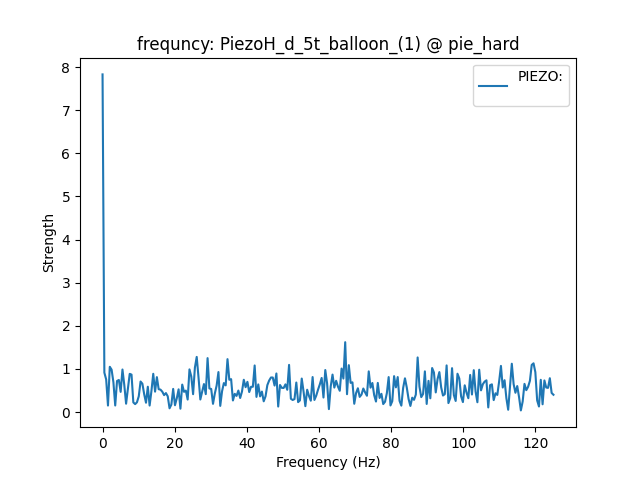 frequncy: PiezoH_d_5t_balloon_(1) @ pie_hard
8
7
6
5
4
3
2
1
0
Strength
PIEZO:
0 20 40 60 80 100 120
Frequency (Hz)